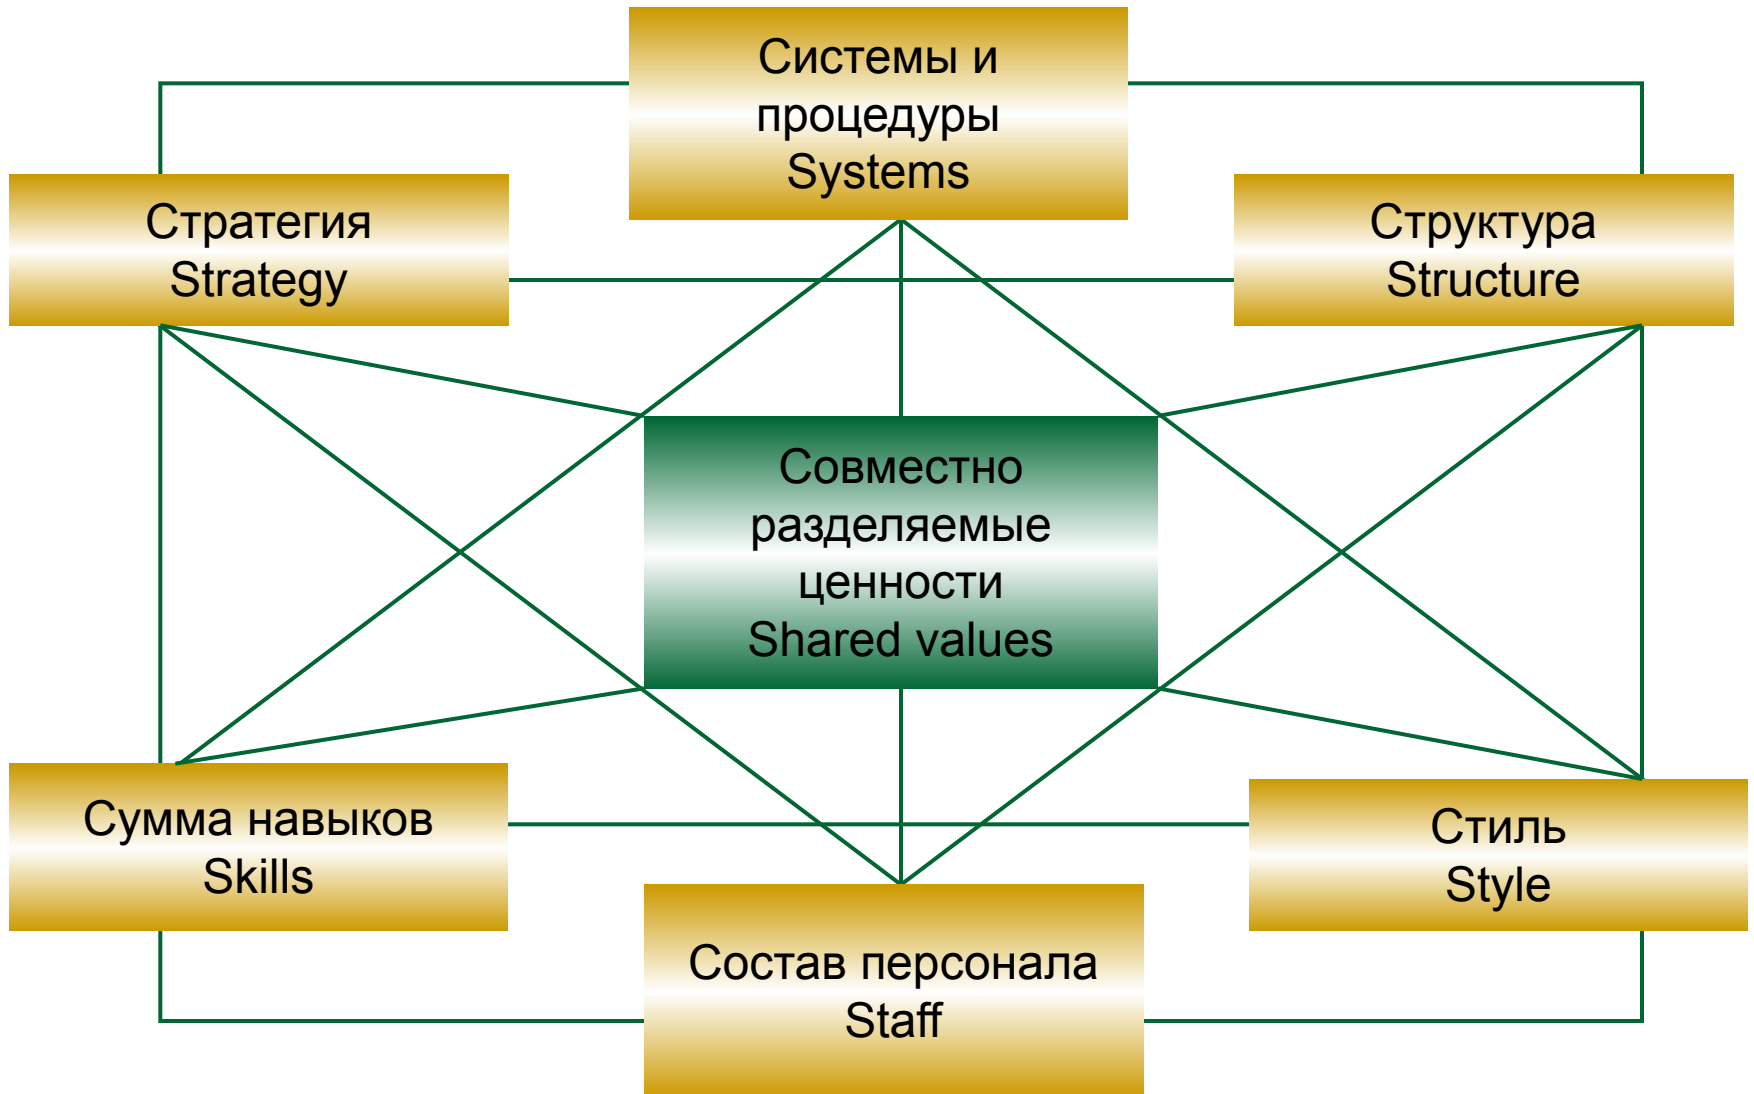 Системы и
процедуры
Systems
Стратегия
Strategy
Структура
Structure
Совместно
разделяемые
ценности
Shared values
Сумма навыков
Skills
Стиль
Style
Состав персонала
Staff